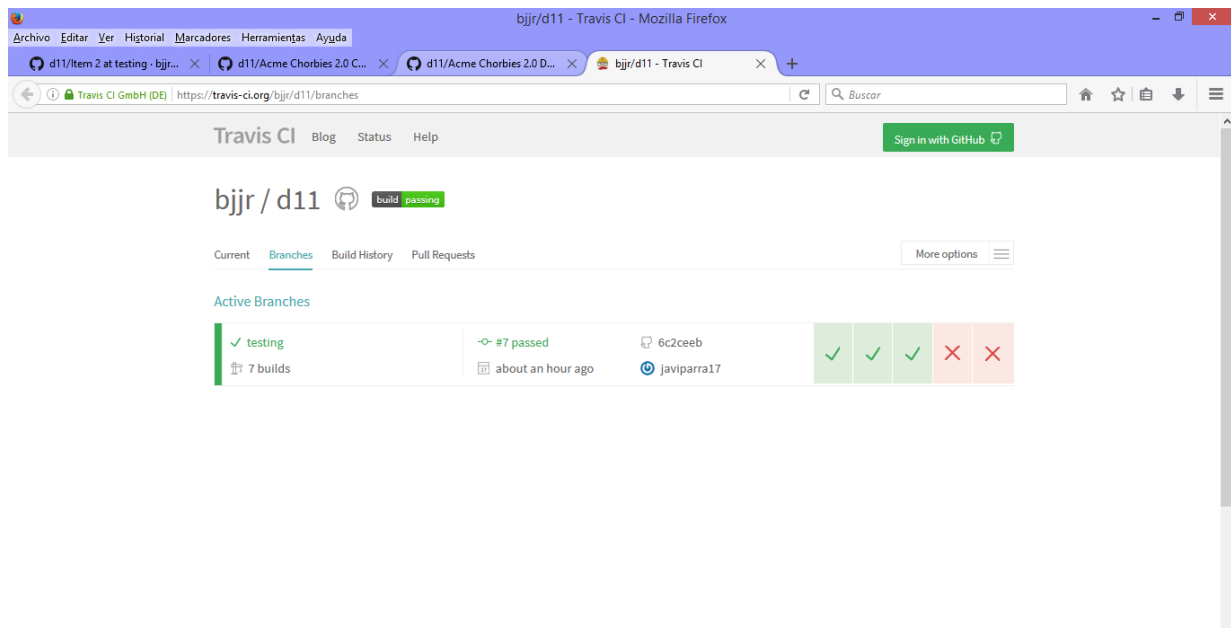 bjjr/d11 - Travis CI - Mozilla Firefox
Archivo Editar Ver Historial Marcadores Herramientas Ayuda
d11/Item 2 at testing · bjjr... d11/Acme Chorbies 2.0 C... d11/Acme Chorbies 2.0 D... bjjr/d11 - Travis CI
Travis CI GmbH (DE) https://travis-ci.org/bjjr/d11/branches Buscar
Travis CI Blog Status Help Sign in with GitHub
bjjr / d11 build passing
Current Branches Build History Pull Requests More options
Active Branches
testing #7 passed 6c2ceeb
7 builds about an hour ago javiparra17